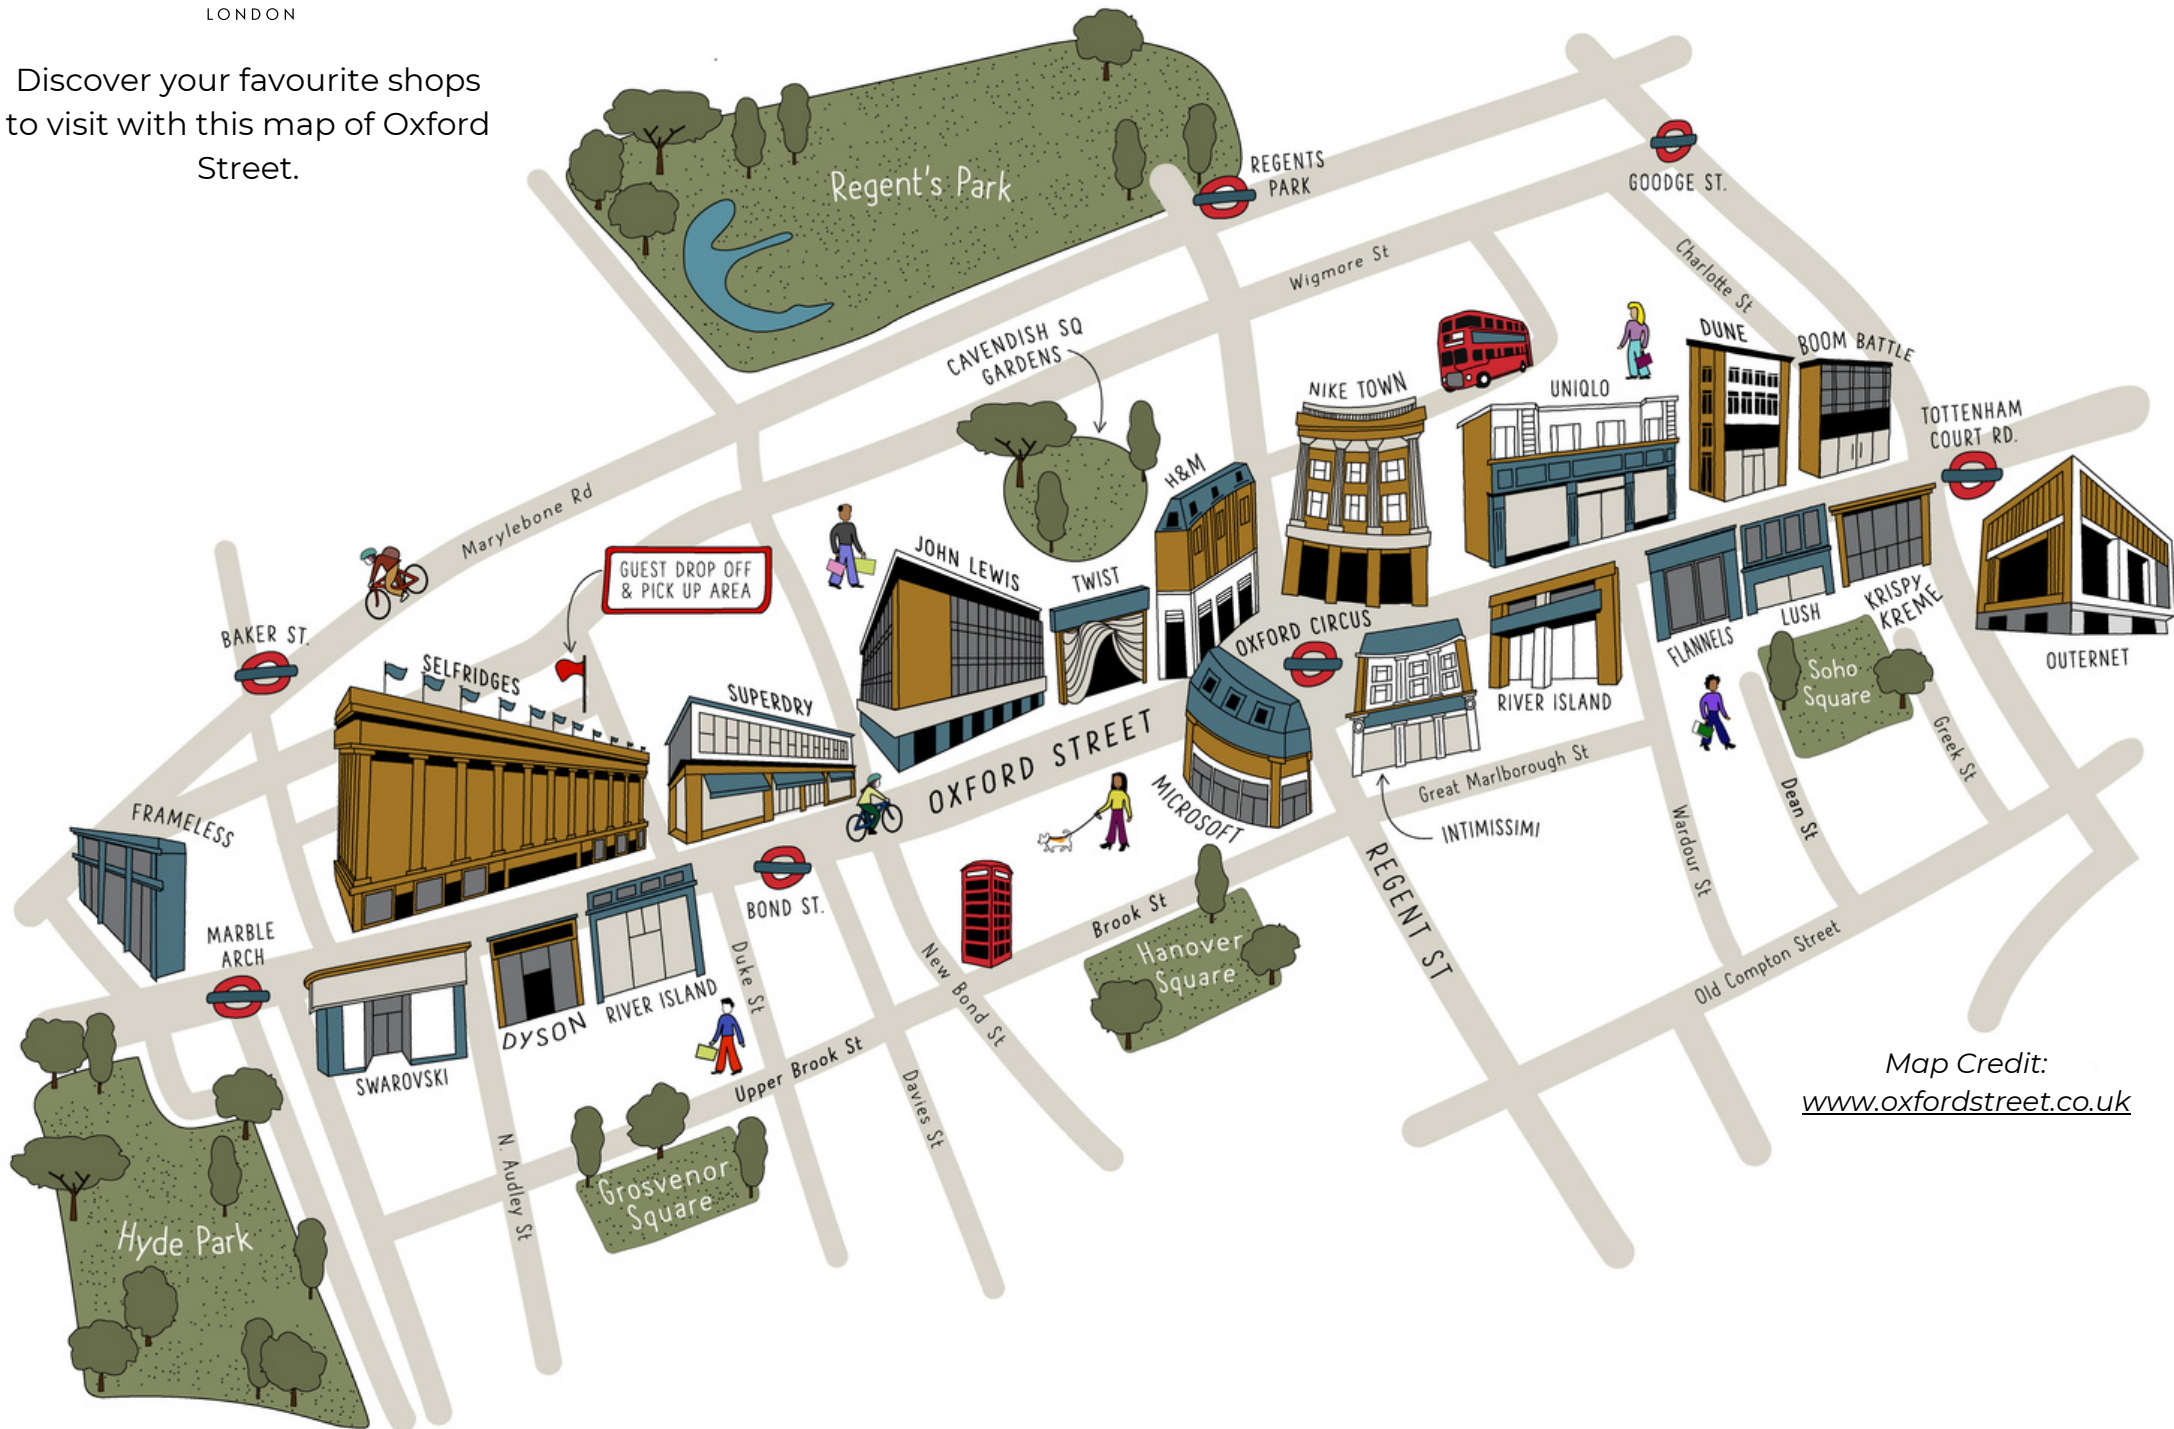 LONDON
Discover your favourite shops
to visit with this map of Oxford
Street.
Regent's Park
REGENTS
PARK
GOODGE ST.
Wigmore St
Charlotte St
CAVENDISH SQ
GARDENS
NIKE TOWN
UNIQLO
DUNE
BOOM BATTLE
TOTTENHAM
COURT RD.
Marylebone Rd
GUEST DROP OFF
& PICK UP AREA
JOHN LEWIS
TWIST
H&M
OXFORD CIRCUS
BAKER ST.
SELFRIDGES
SUPERDRY
OXFORD STREET
MICROSOFT
INTIMISSIMI
RIVER ISLAND
FLANNELS
LUSH
KRISPY
KREME
OUTERNET
Soho
Square
Great Marlborough St
Wardour St
Dean St
Greek St
FRAMELESS
MARBLE
ARCH
SWAROVSKI
DYSON
RIVER ISLAND
BOND ST.
Duke St
New Bond St
Brook St
Hanover
Square
REGENT ST
Old Compton Street
Upper Brook St
Davies St
N. Audley St
Grosvenor
Square
Hyde Park
Map Credit:
www.oxfordstreet.co.uk